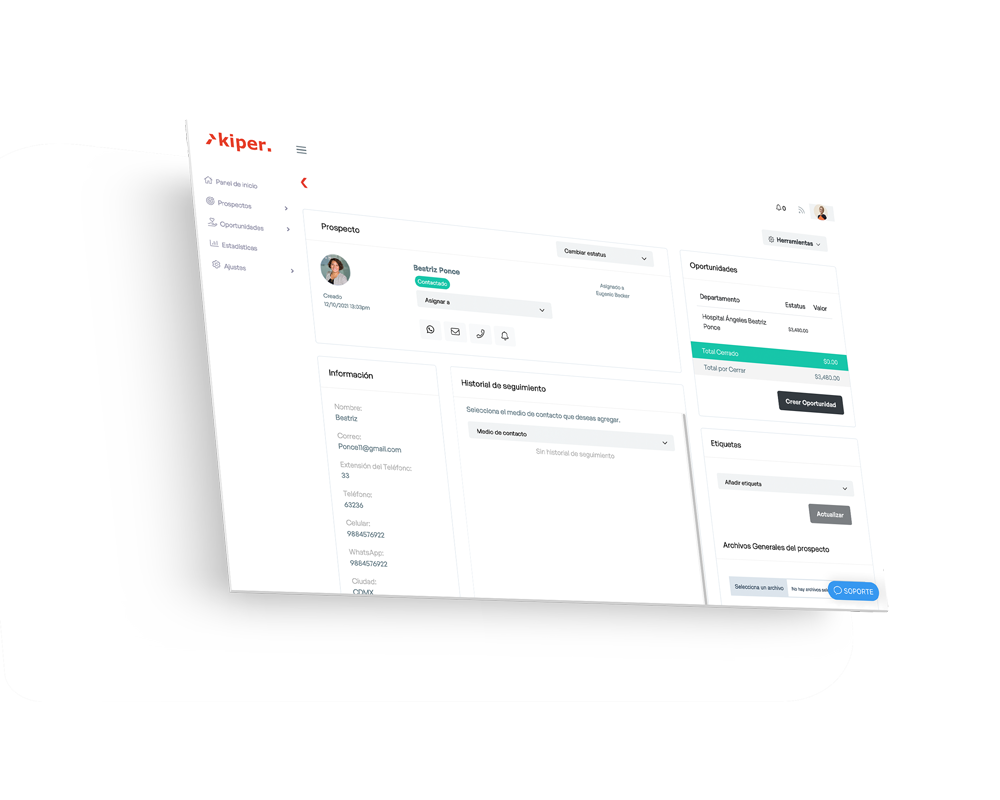 kiper.
Panel de inicio
Prospectos
Oportunidades
Estadísticas
Ajustes
0
Herramientas
Prospecto
Cambiar estatus
Beatriz Ponce
Contactado
Asignar a
Asignado a
Eugenio Becker
Creado
12/10/2021 13:03pm
Oportunidades
Departamento Estatus Valor
Hospital Ángeles Beatriz
Ponce
$3,480.00
Total Cerrado $0.00
Total por Cerrar $3,480.00
Crear Oportunidad
Información
Nombre:
Beatriz
Correo:
Ponce11@gmail.com
Extensión del Teléfono:
33
Teléfono:
63236
Celular:
9884576922
WhatsApp:
9884576922
Ciudad:
CDMX
Historial de seguimiento
Selecciona el medio de contacto que deseas agregar.
Medio de contacto
Sin historial de seguimiento
Etiquetas
Añadir etiqueta
Actualizar
Archivos Generales del prospecto
Selecciona un archivo
No hay archivos
SOPORTE